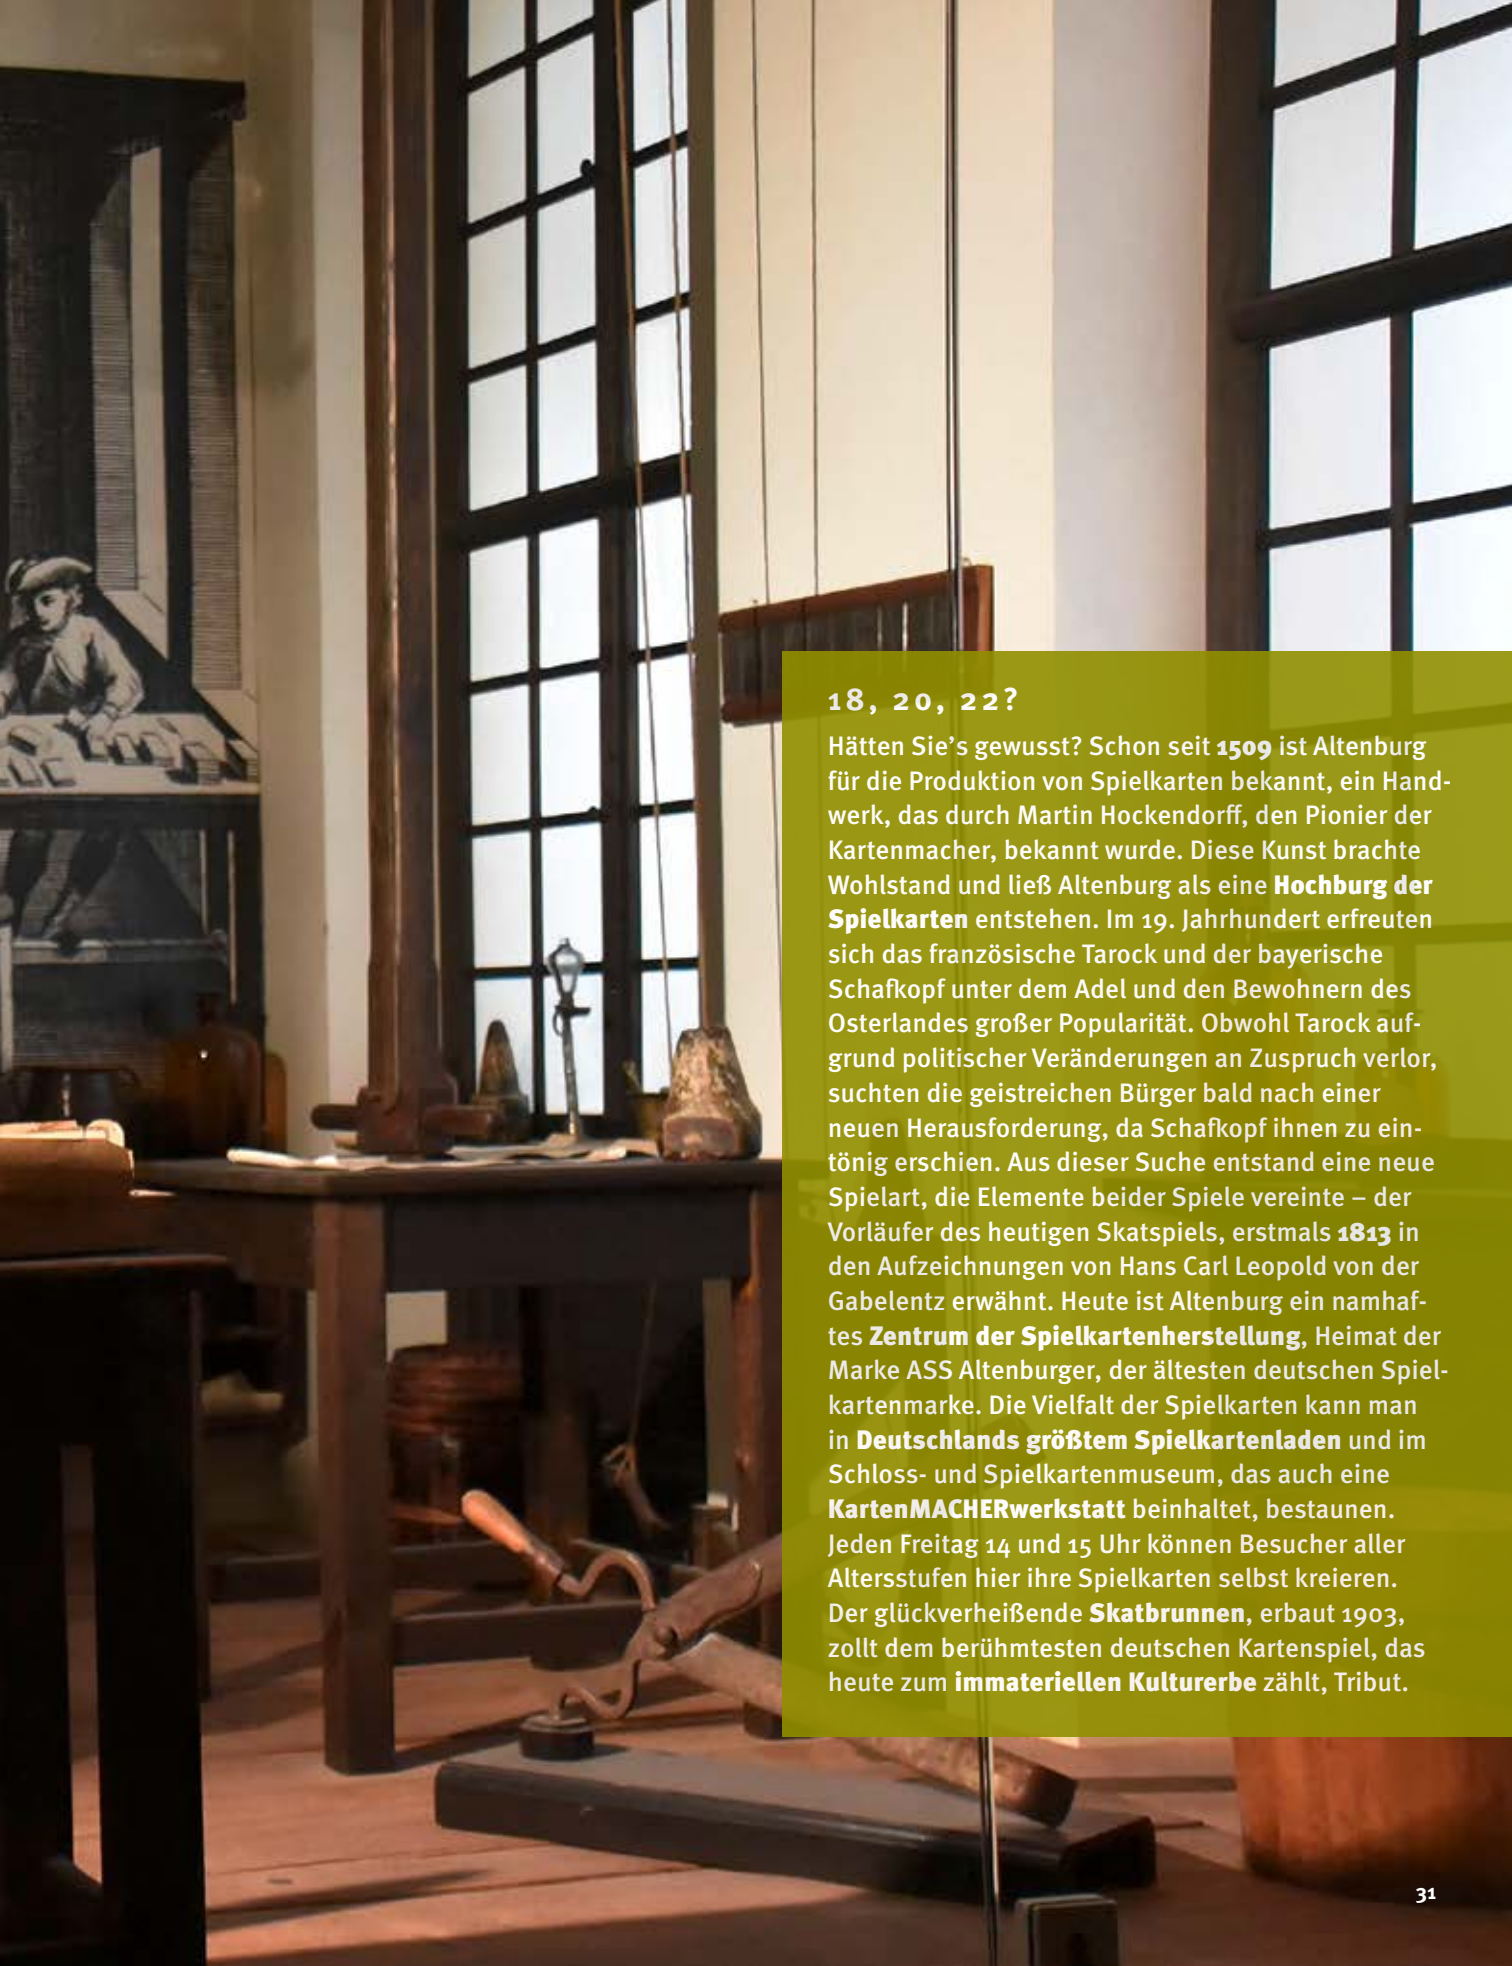 18, 20, 22?
Hätten Sie’s gewusst? Schon seit 1509 ist Altenburg
für die Produktion von Spielkarten bekannt, ein Hand-
werk, das durch Martin Hockendorff, den Pionier der
Kartenmacher, bekannt wurde. Diese Kunst brachte
Wohlstand und ließ Altenburg als eine Hochburg der
Spielkarten entstehen. Im 19. Jahrhundert erfreuten
sich das französische Tarock und der bayerische
Schafkopf unter dem Adel und den Bewohnern des
Osterlandes großer Popularität. Obwohl Tarock auf-
grund politischer Veränderungen an Zuspruch verlor,
suchten die geistreichen Bürger bald nach einer
neuen Herausforderung, da Schafkopf ihnen zu ein-
tönig erschien. Aus dieser Suche entstand eine neue
Spielart, die Elemente beider Spiele vereinte – der
Vorläufer des heutigen Skatspiels, erstmals 1813 in
den Aufzeichnungen von Hans Carl Leopold von der
Gabelentz erwähnt. Heute ist Altenburg ein namhaf-
tes Zentrum der Spielkartenherstellung, Heimat der
Marke ASS Altenburger, der ältesten deutschen Spiel-
kartenmarke. Die Vielfalt der Spielkarten kann man
in Deutschlands größtem Spielkartenladen und im
Schloss- und Spielkartenmuseum, das auch eine
KartenMACHERwerkstatt beinhaltet, bestaunen.
Jeden Freitag 14 und 15 Uhr können Besucher aller
Altersstufen hier ihre Spielkarten selbst kreieren.
Der glückverheißende Skatbrunnen, erbaut 1903,
zollt dem berühmtesten deutschen Kartenspiel, das
heute zum immateriellen Kulturerbe zählt, Tribut.
31